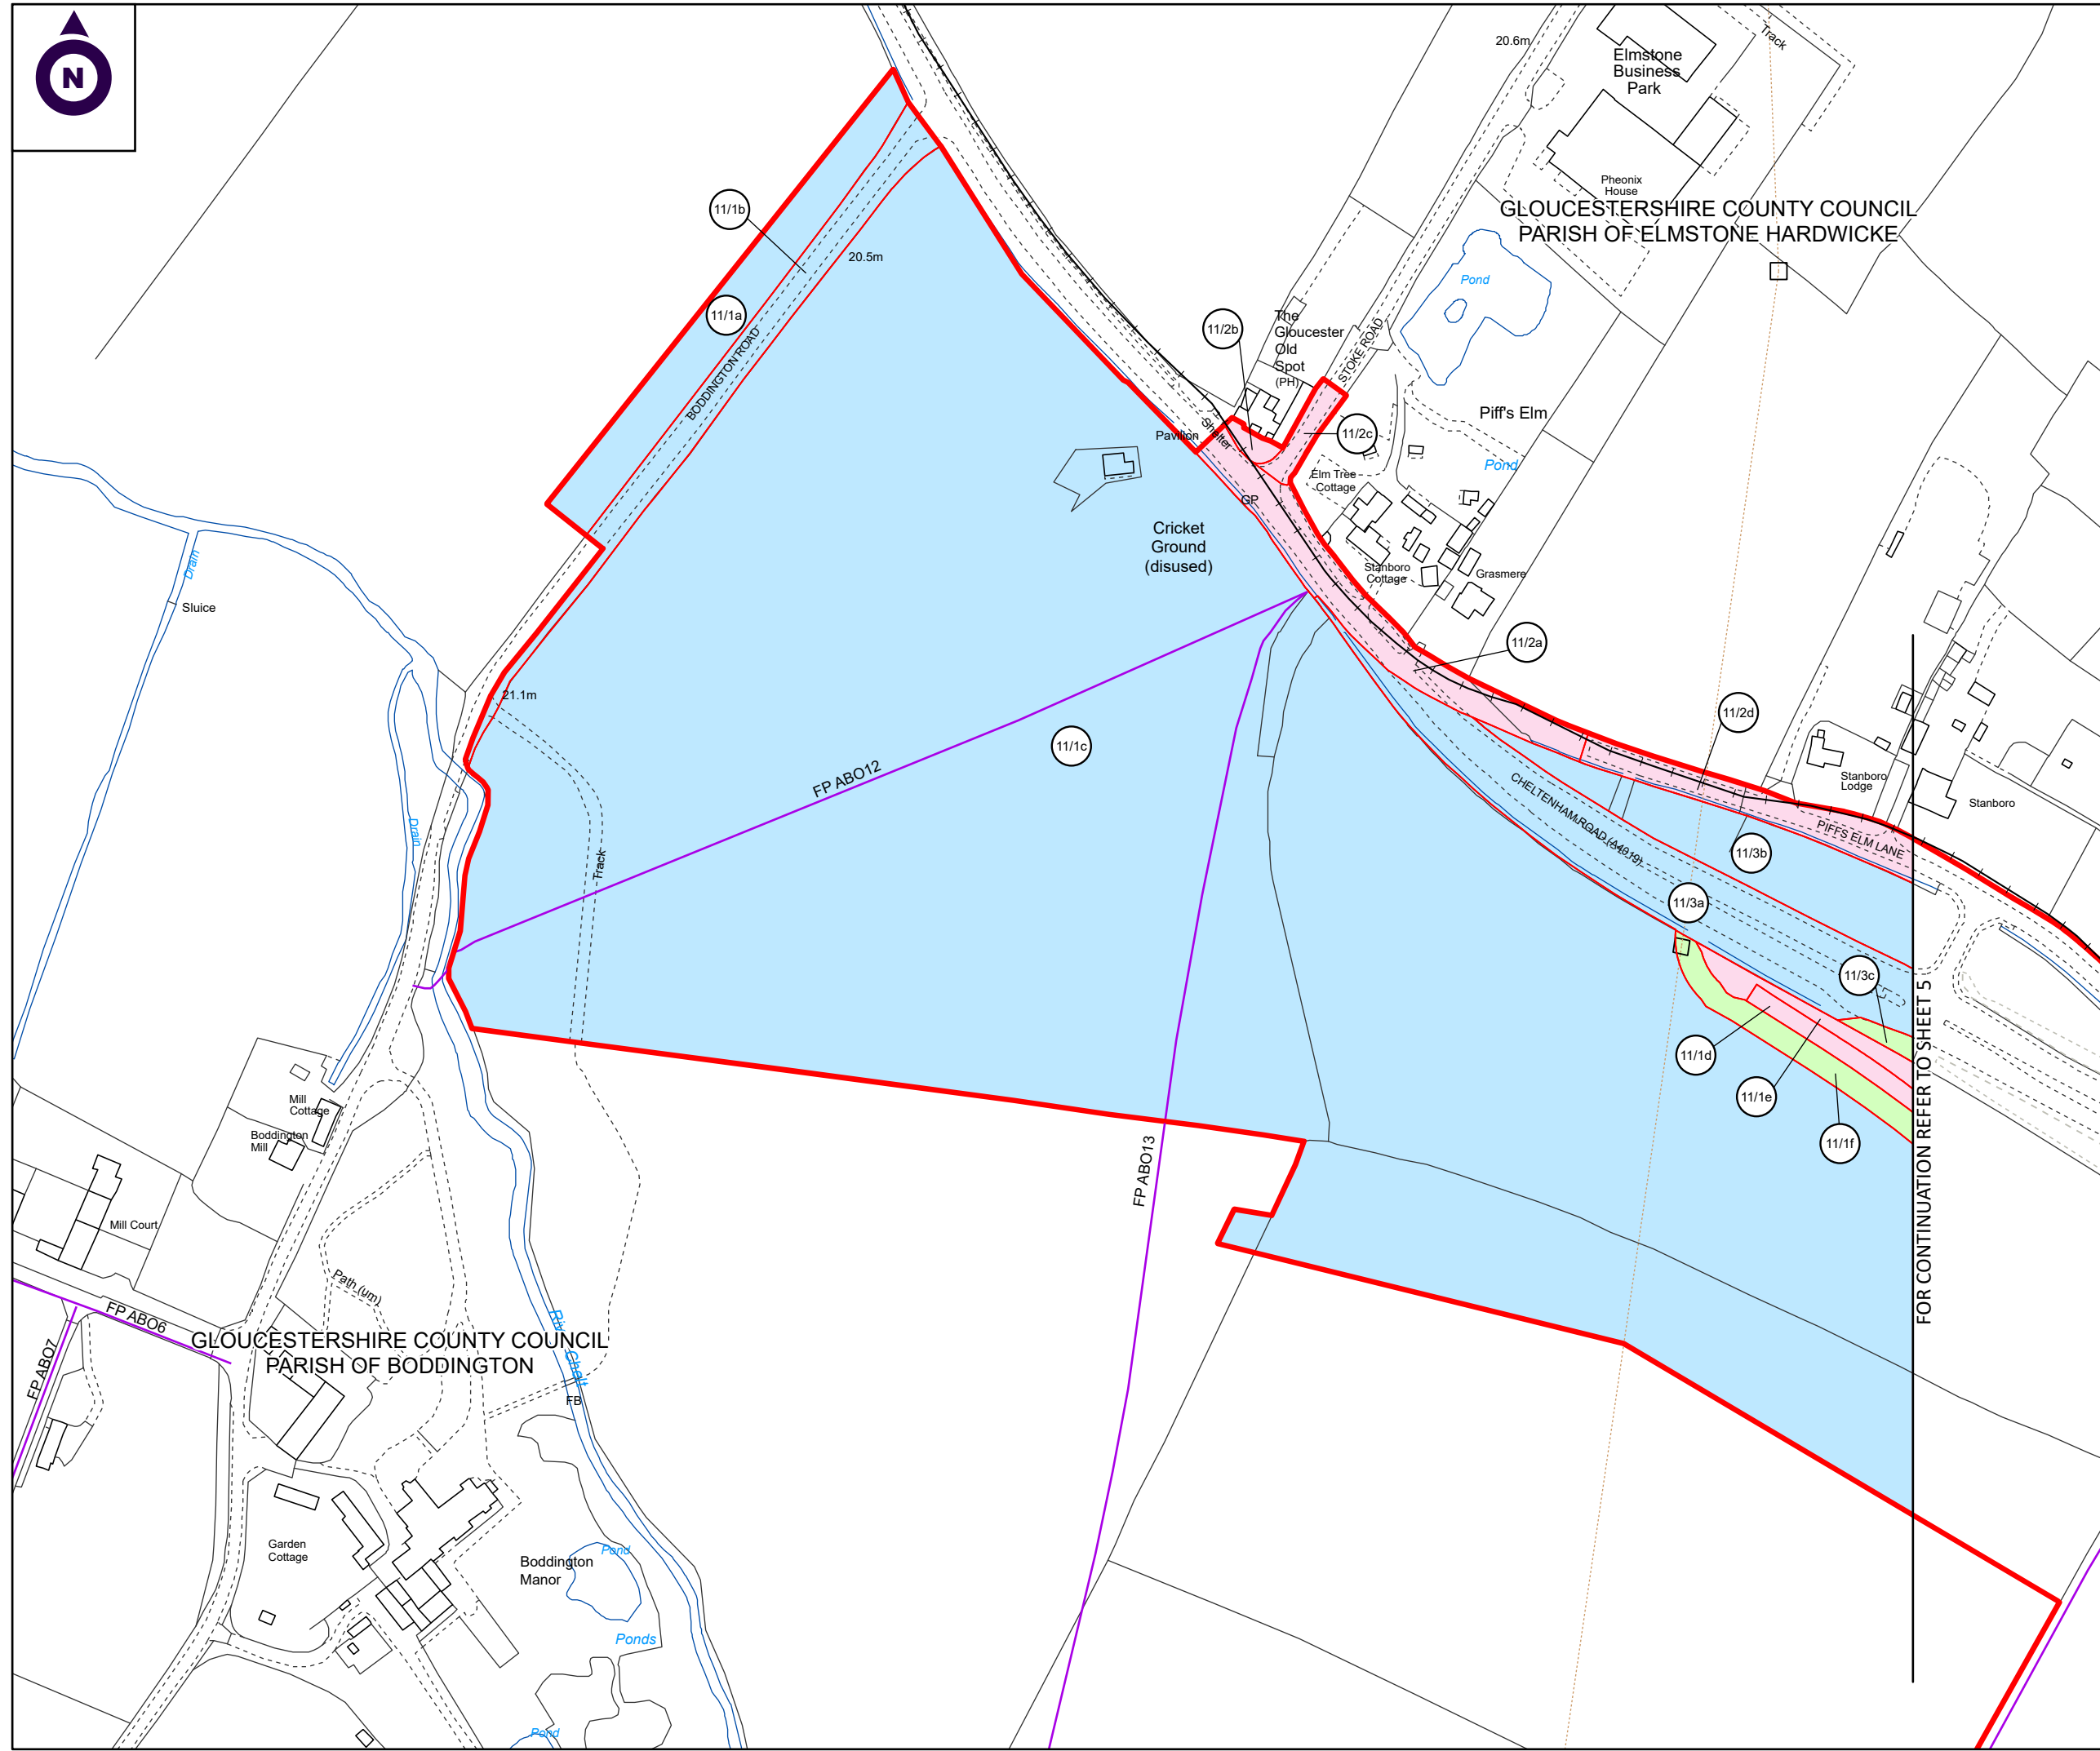 N
20.6m
Track
Elmstone
Business
Park
Pheonix
House
GLOUCESTERSHIRE COUNTY COUNCIL
PARISH OF ELMSTONE HARDWICKE
11/1b
20.5m
Pond
11/1a
BODDINGTON ROAD
11/2b
The
Gloucester
Old
Spot
(PH)
STOKE ROAD
Piff's Elm
11/2c
Pavilion
Shelter
Pond
Elm Tree
Cottage
GP
Cricket
Ground
(disused)
Stanboro
Cottage
Grasmere
Drain
Sluice
11/2a
21.1m
11/2d
11/1c
FP ABO12
CHELTENHAM ROAD (A4019)
Stanboro
Lodge
Stanboro
PIFFS ELM LANE
Drain
Track
11/3b
11/3a
11/3c
11/1d
11/1e
11/1f
FOR CONTINUATION REFER TO SHEET 5
Mill
Cottage
Boddington
Mill
FP ABO13
Mill Court
Path (um)
FP ABO6
FP ABO7
GLOUCESTERSHIRE COUNTY COUNCIL
PARISH OF BODDINGTON
River Chelt
FB
Garden
Cottage
Boddington
Manor
Pond
Ponds
Pond